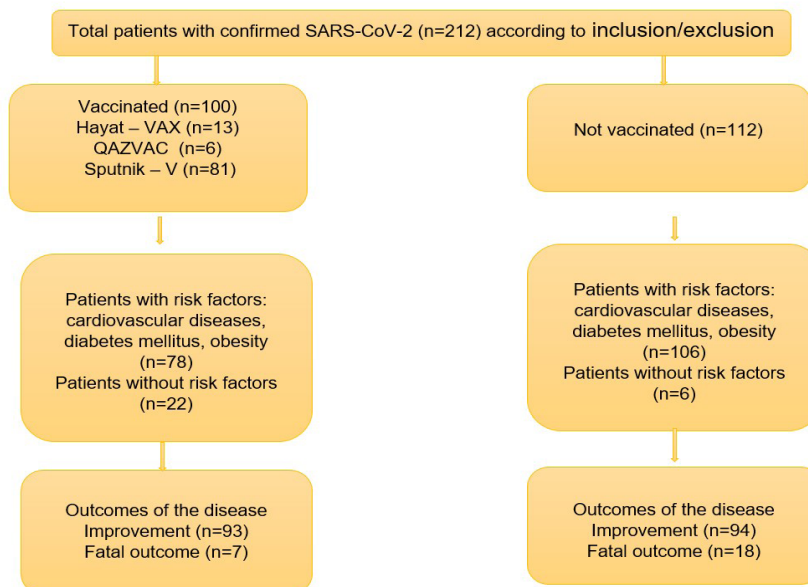 Total patients with confirmed SARS-CoV-2 (n=212) according to inclusion/exclusion
Vaccinated (n=100)
Hayat – VAX (n=13)
QAZVAC (n=6)
Sputnik – V (n=81)
Not vaccinated (n=112)
Patients with risk factors:
cardiovascular diseases,
diabetes mellitus, obesity
(n=78)
Patients without risk factors
(n=22)
Patients with risk factors:
cardiovascular diseases,
diabetes mellitus, obesity
(n=106)
Patients without risk factors
(n=6)
Outcomes of the disease
Improvement (n=93)
Fatal outcome (n=7)
Outcomes of the disease
Improvement (n=94)
Fatal outcome (n=18)